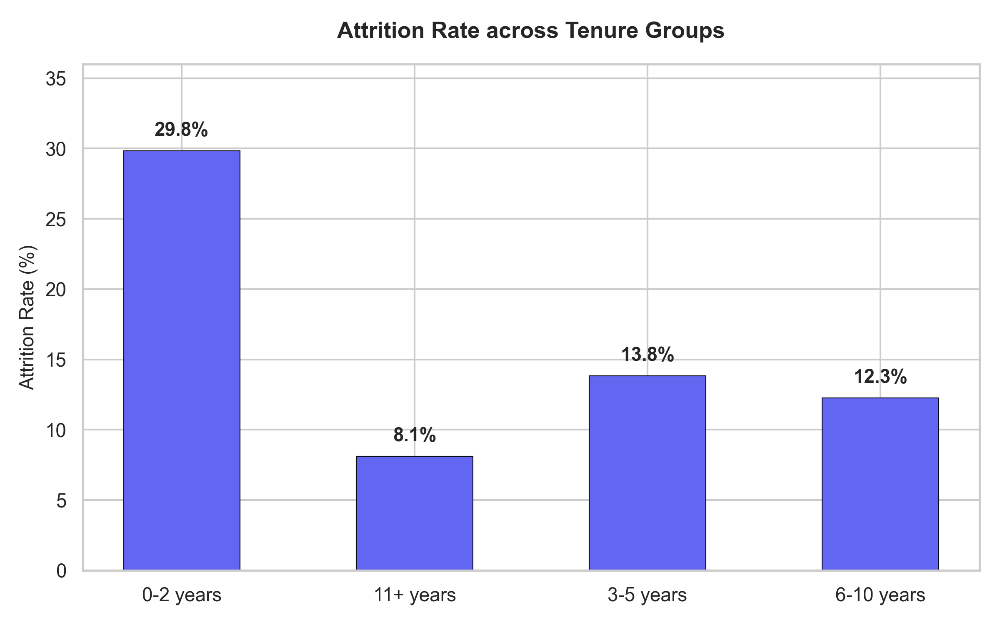 Attrition Rate across Tenure Groups
Attrition Rate (%)
35
30
25
20
15
10
5
0
29.8%
8.1%
13.8%
12.3%
0-2 years
11+ years
3-5 years
6-10 years